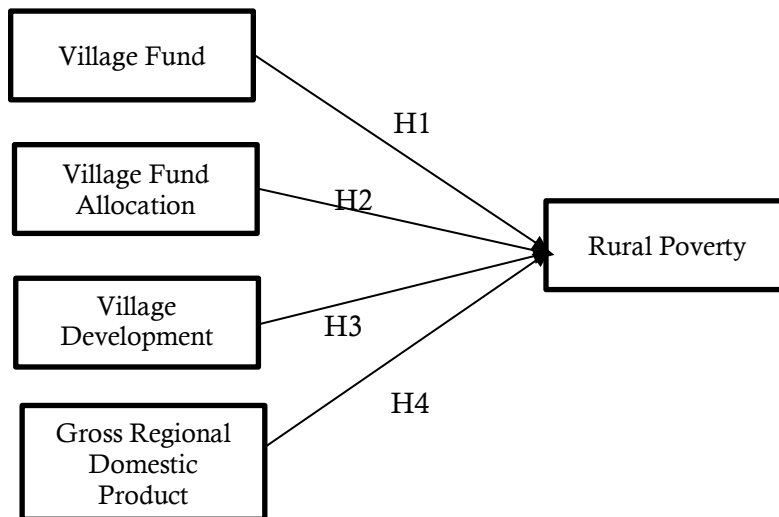 Village Fund
H1
Village Fund
Allocation
H2
Rural Poverty
Village
Development
H3
H4
Gross Regional
Domestic
Product